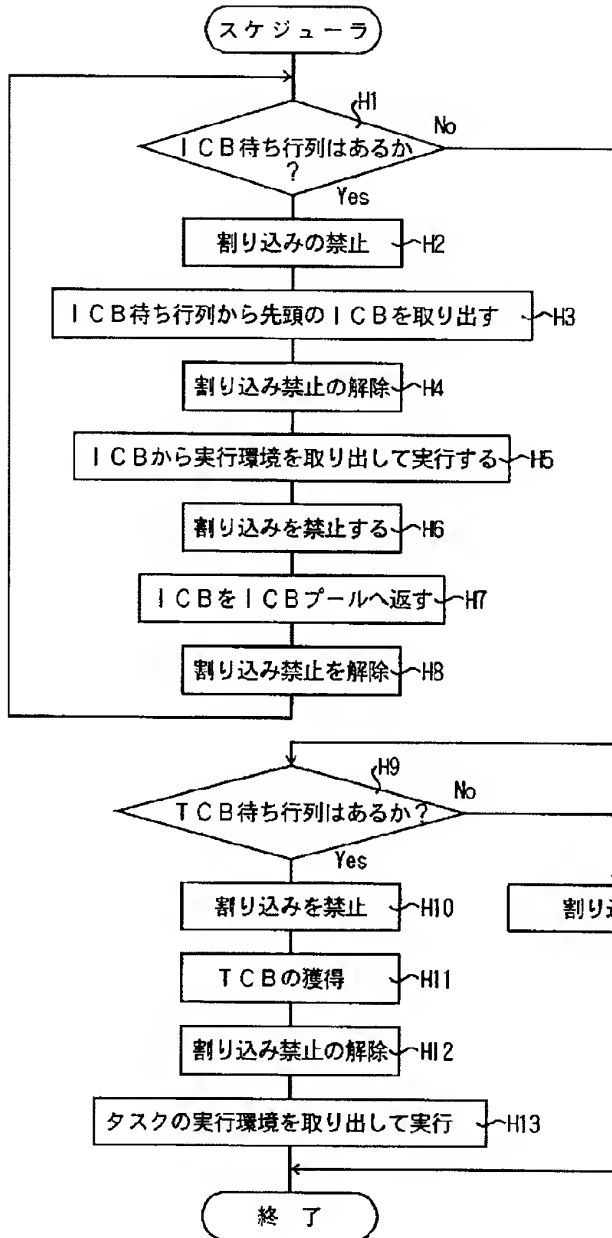 スケジューラ
H1
No
ICB待ち行列はあるか
?
Yes
割り込みの禁止
H2
ICB待ち行列から先頭のICBを取り出す
H3
割り込み禁止の解除
H4
ICBから実行環境を取り出して実行する
H5
割り込みを禁止する
H6
ICBをICBプールへ返す
H7
割り込み禁止を解除
H8
H9
No
TCB待ち行列はあるか?
Yes
割り込みを禁止
H10
割り込
TCBの獲得
H11
割り込み禁止の解除
H12
タスクの実行環境を取り出して実行
H13
終了